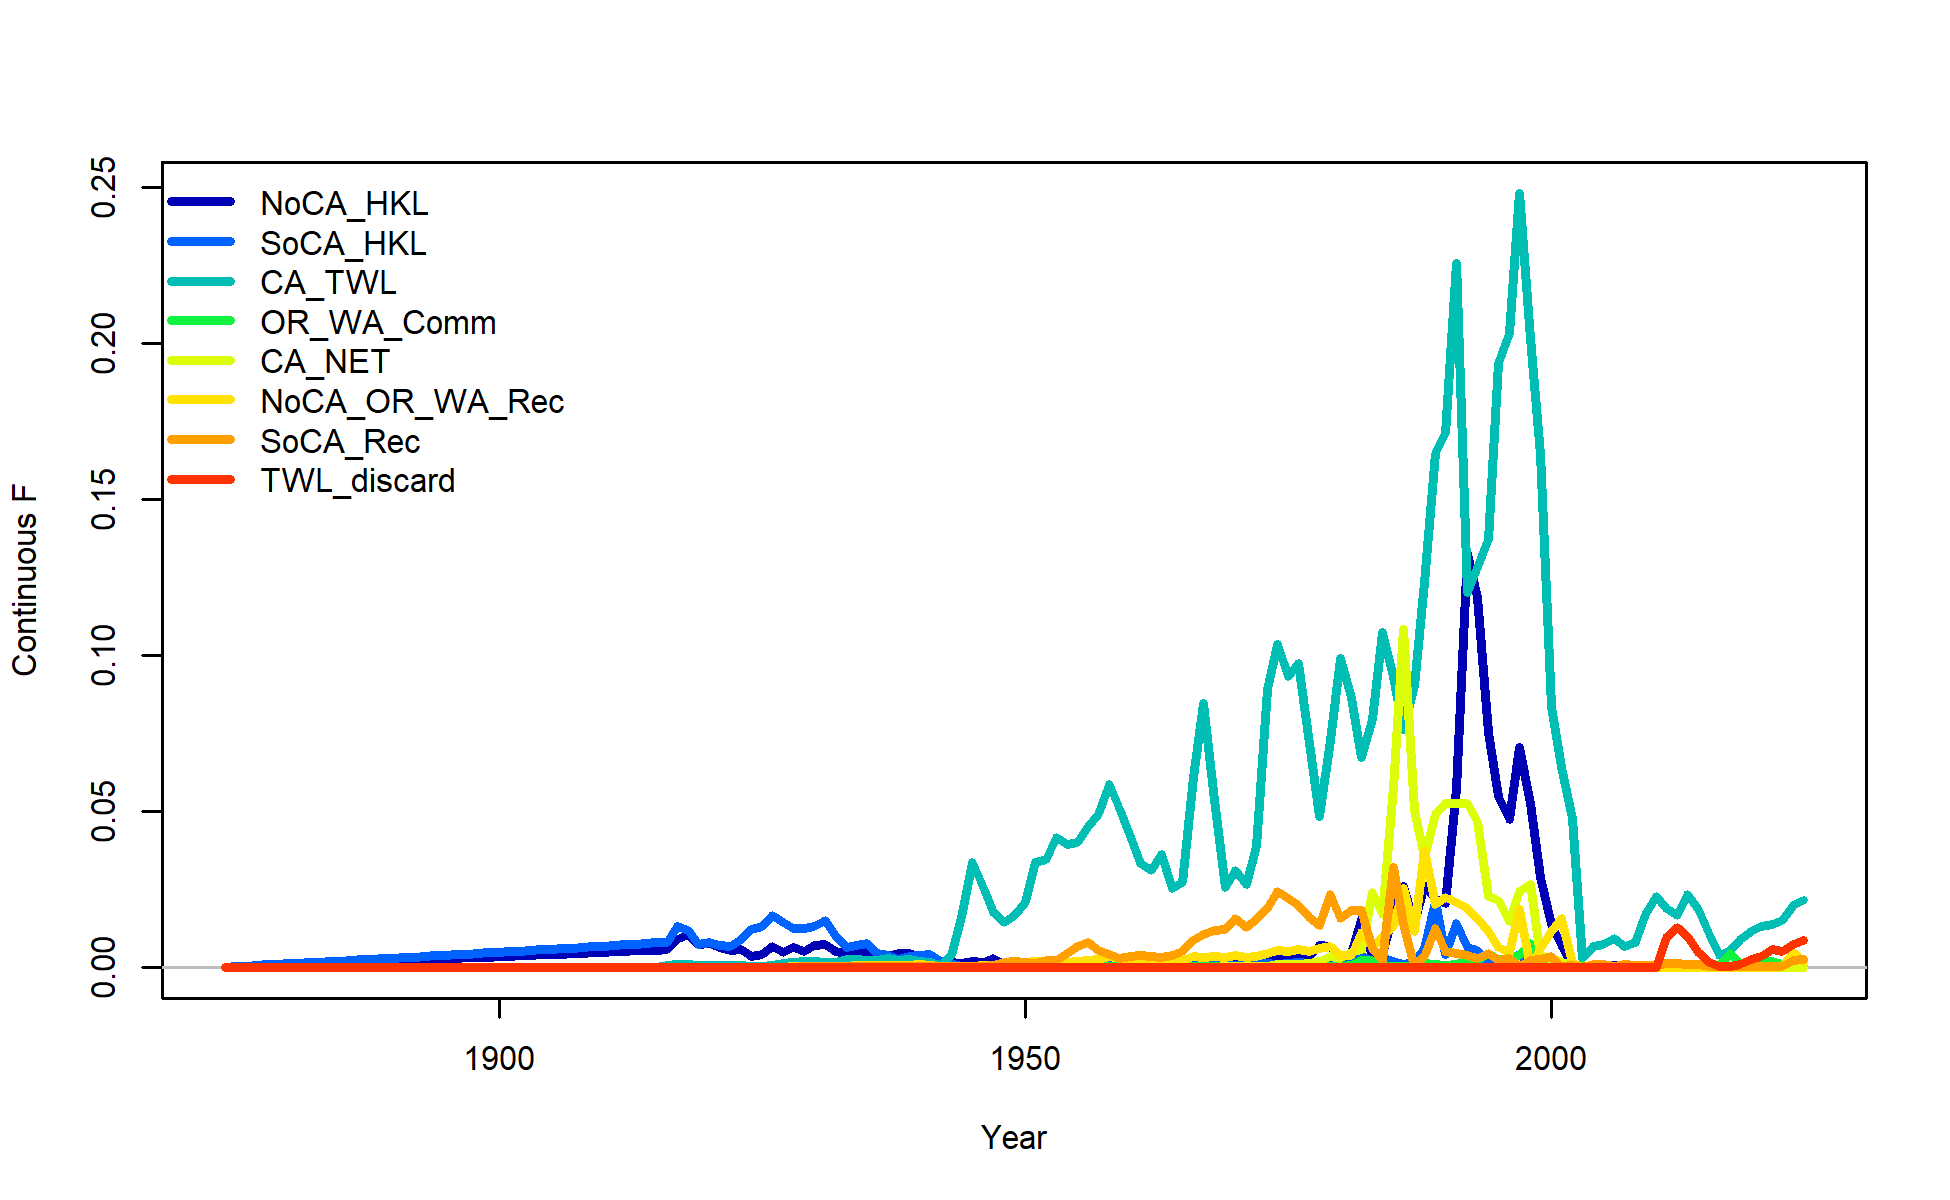 0.25
0.20
0.15
0.10
0.05
0.00
Continuous F
NoCA_HKL
SoCA_HKL
CA_TWL
OR_WA_Comm
CA_NET
NoCA_OR_WA_Rec
SoCA_Rec
TWL_discard
1900 1950 2000
Year